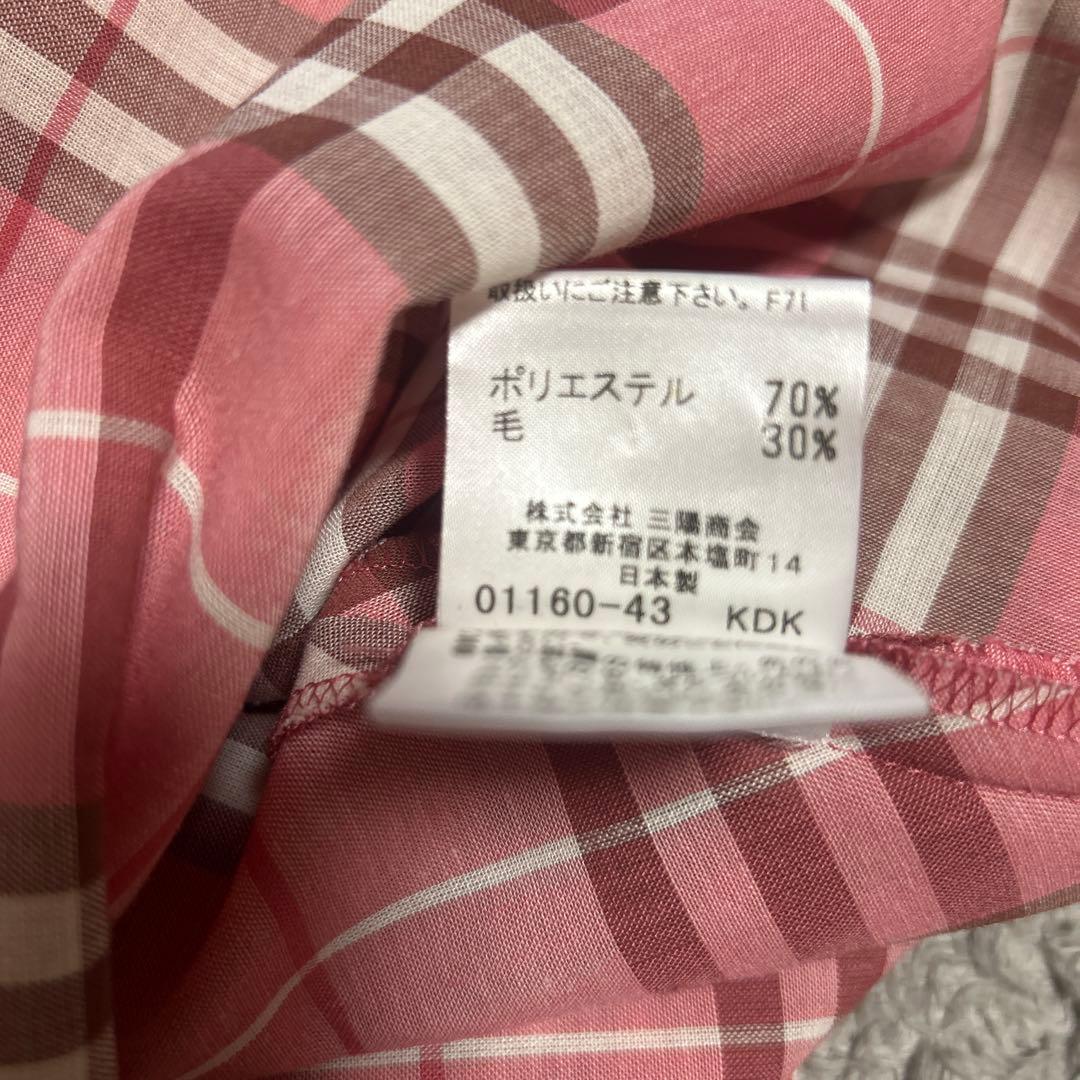 取扱いにご注意下さい。F71
ポリエステル 70%
毛 30%
株式会社 三陽商会
東京都新宿区本塩町14
日本製
01160-43 KDK